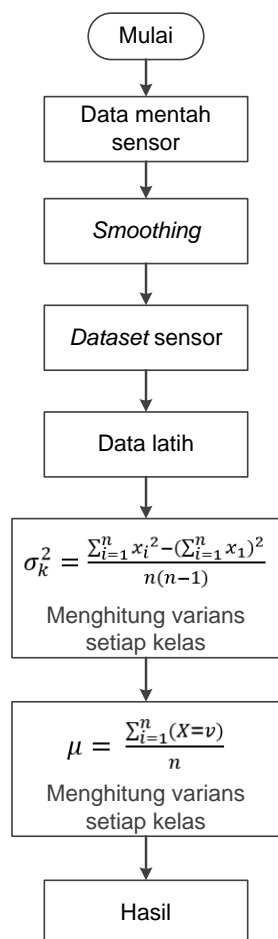 Mulai
Data mentah
sensor
Smoothing
Dataset sensor
Data latih
σ_k^2 = (∑_{i=1}^n x_i^2 − (∑_{i=1}^n x_1)^2) / n(n−1)
Menghitung varians
setiap kelas
μ = ∑_{i=1}^n (X=v) / n
Menghitung varians
setiap kelas
Hasil